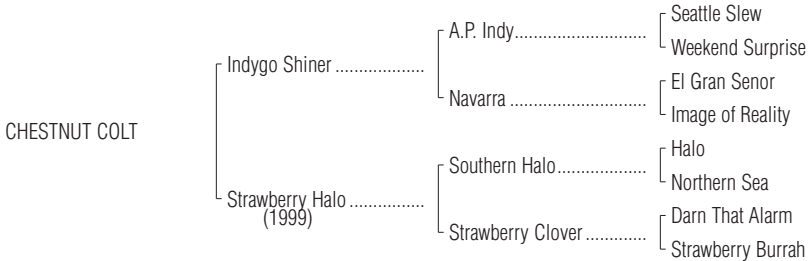 Seattle Slew
A.P. Indy..............................
Weekend Surprise
Indygo Shiner ...................
El Gran Senor
Navarra ..............................
Image of Reality
CHESTNUT COLT
Halo
Southern Halo....................
Northern Sea
Strawberry Halo ................
(1999)
Darn That Alarm
Strawberry Clover .............
Strawberry Burrah